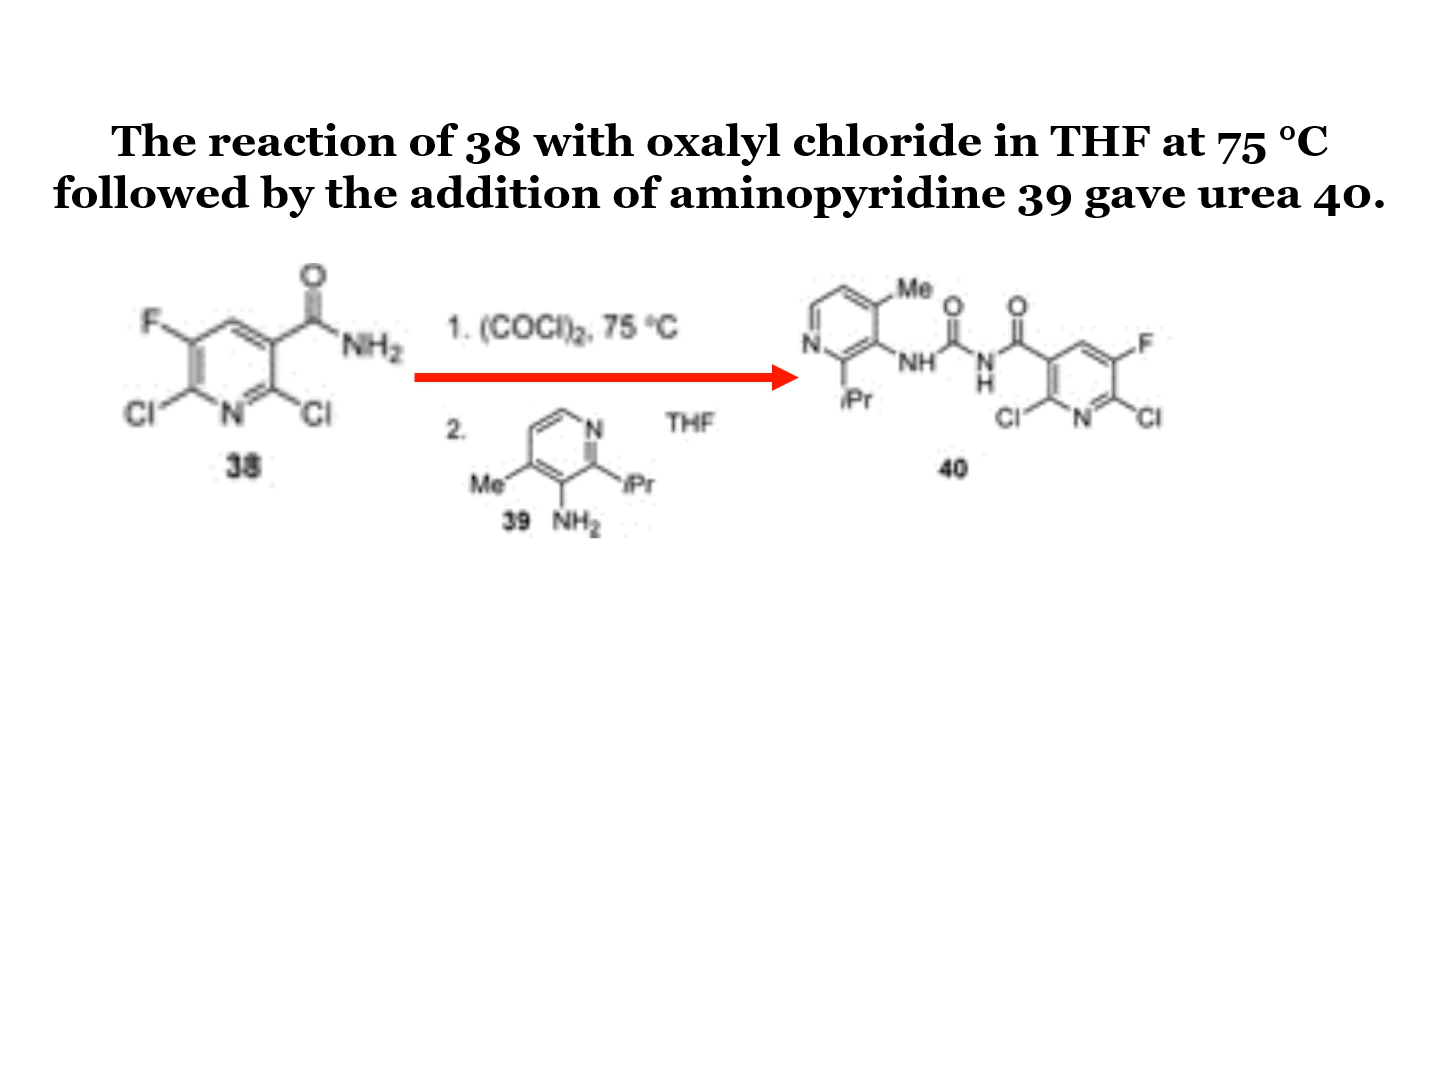 The reaction of 38 with oxalyl chloride in THF at 75 °C
followed by the addition of aminopyridine 39 gave urea 40.
O
F
NH2
Cl
N
Cl
38
1. (COCl)2, 75 °C
2.
N
THF
Me
iPr
39
NH2
Me
O
O
N
NH
N
H
F
iPr
Cl
N
Cl
40